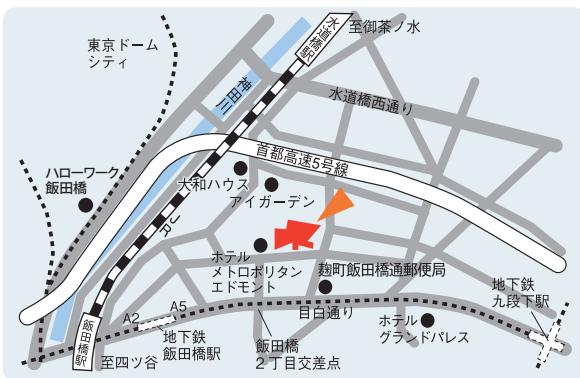 東京ドーム
シティ
水道橋駅
至御茶ノ水
神田川
水道橋西通り
首都高速5号線
ハローワーク
飯田橋
大和ハウス
アイガーデン
JR
ホテル
メトロポリタン
エドモント
麹町飯田橋通郵便局
地下鉄
九段下駅
A2
A5
目白通り
飯田橋駅
至四ツ谷
地下鉄
飯田橋駅
飯田橋
2丁目交差点
ホテル
グランドパレス